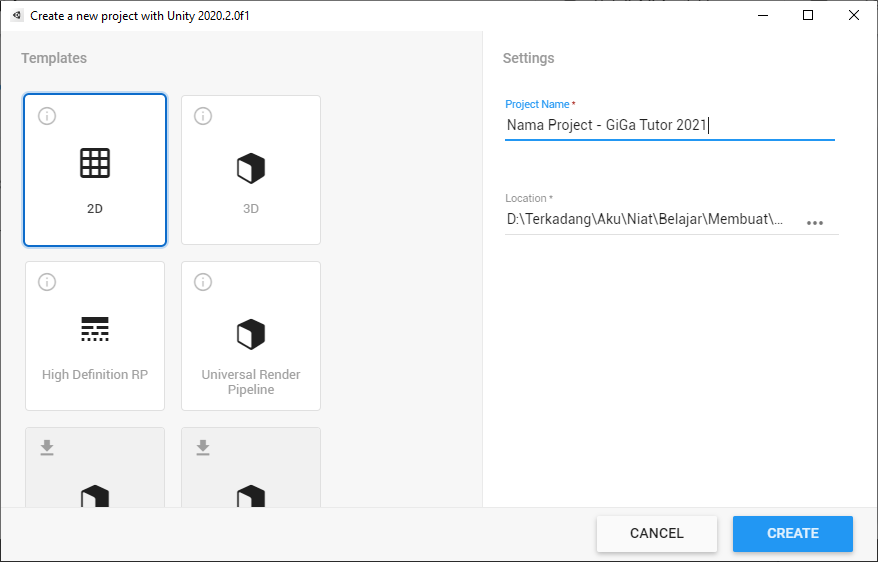 Create a new project with Unity 2020.2.0f1
Templates
2D
3D
High Definition RP
Universal Render
Pipeline
Settings
Project Name *
Nama Project - GiGa Tutor 2021
Location *
D:\Terkadang\Aku\Niat\Belajar\Membuat\...
CANCEL
CREATE